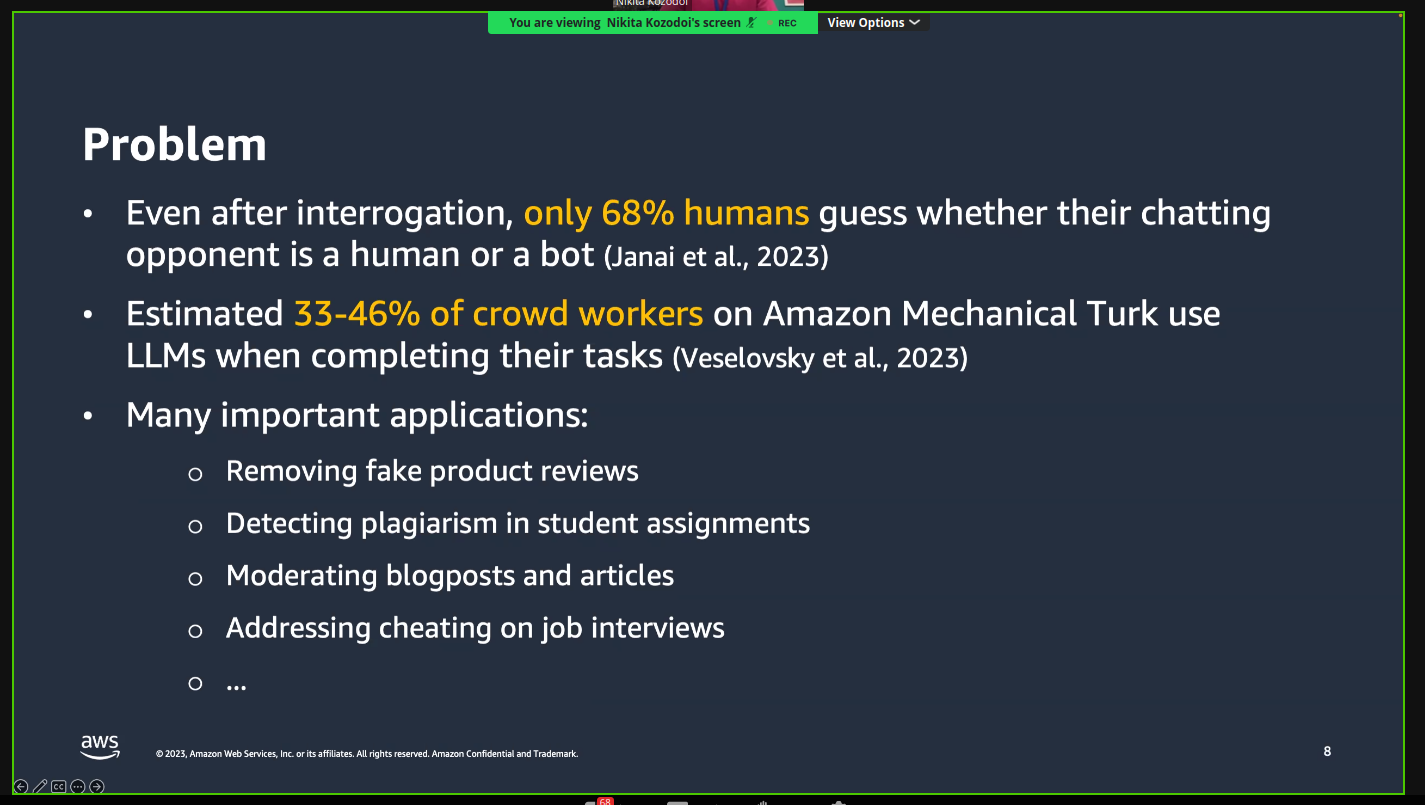 Nikita Kozodoi
You are viewing Nikita Kozodoi's screen REC View Options
Problem
• Even after interrogation, only 68% humans guess whether their chatting
opponent is a human or a bot (Janai et al., 2023)
• Estimated 33-46% of crowd workers on Amazon Mechanical Turk use
LLMs when completing their tasks (Veselovsky et al., 2023)
• Many important applications:
o Removing fake product reviews
o Detecting plagiarism in student assignments
o Moderating blogposts and articles
o Addressing cheating on job interviews
o ...
aws © 2023, Amazon Web Services, Inc. or its affiliates. All rights reserved. Amazon Confidential and Trademark. 8
CC
68